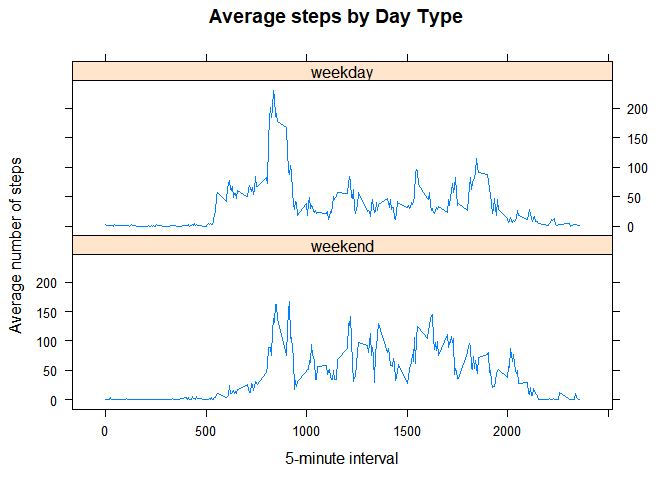 Average steps by Day Type
weekday
200
150
100
50
0
weekend
200
150
100
50
0
0 500 1000 1500 2000
5-minute interval
Average number of steps